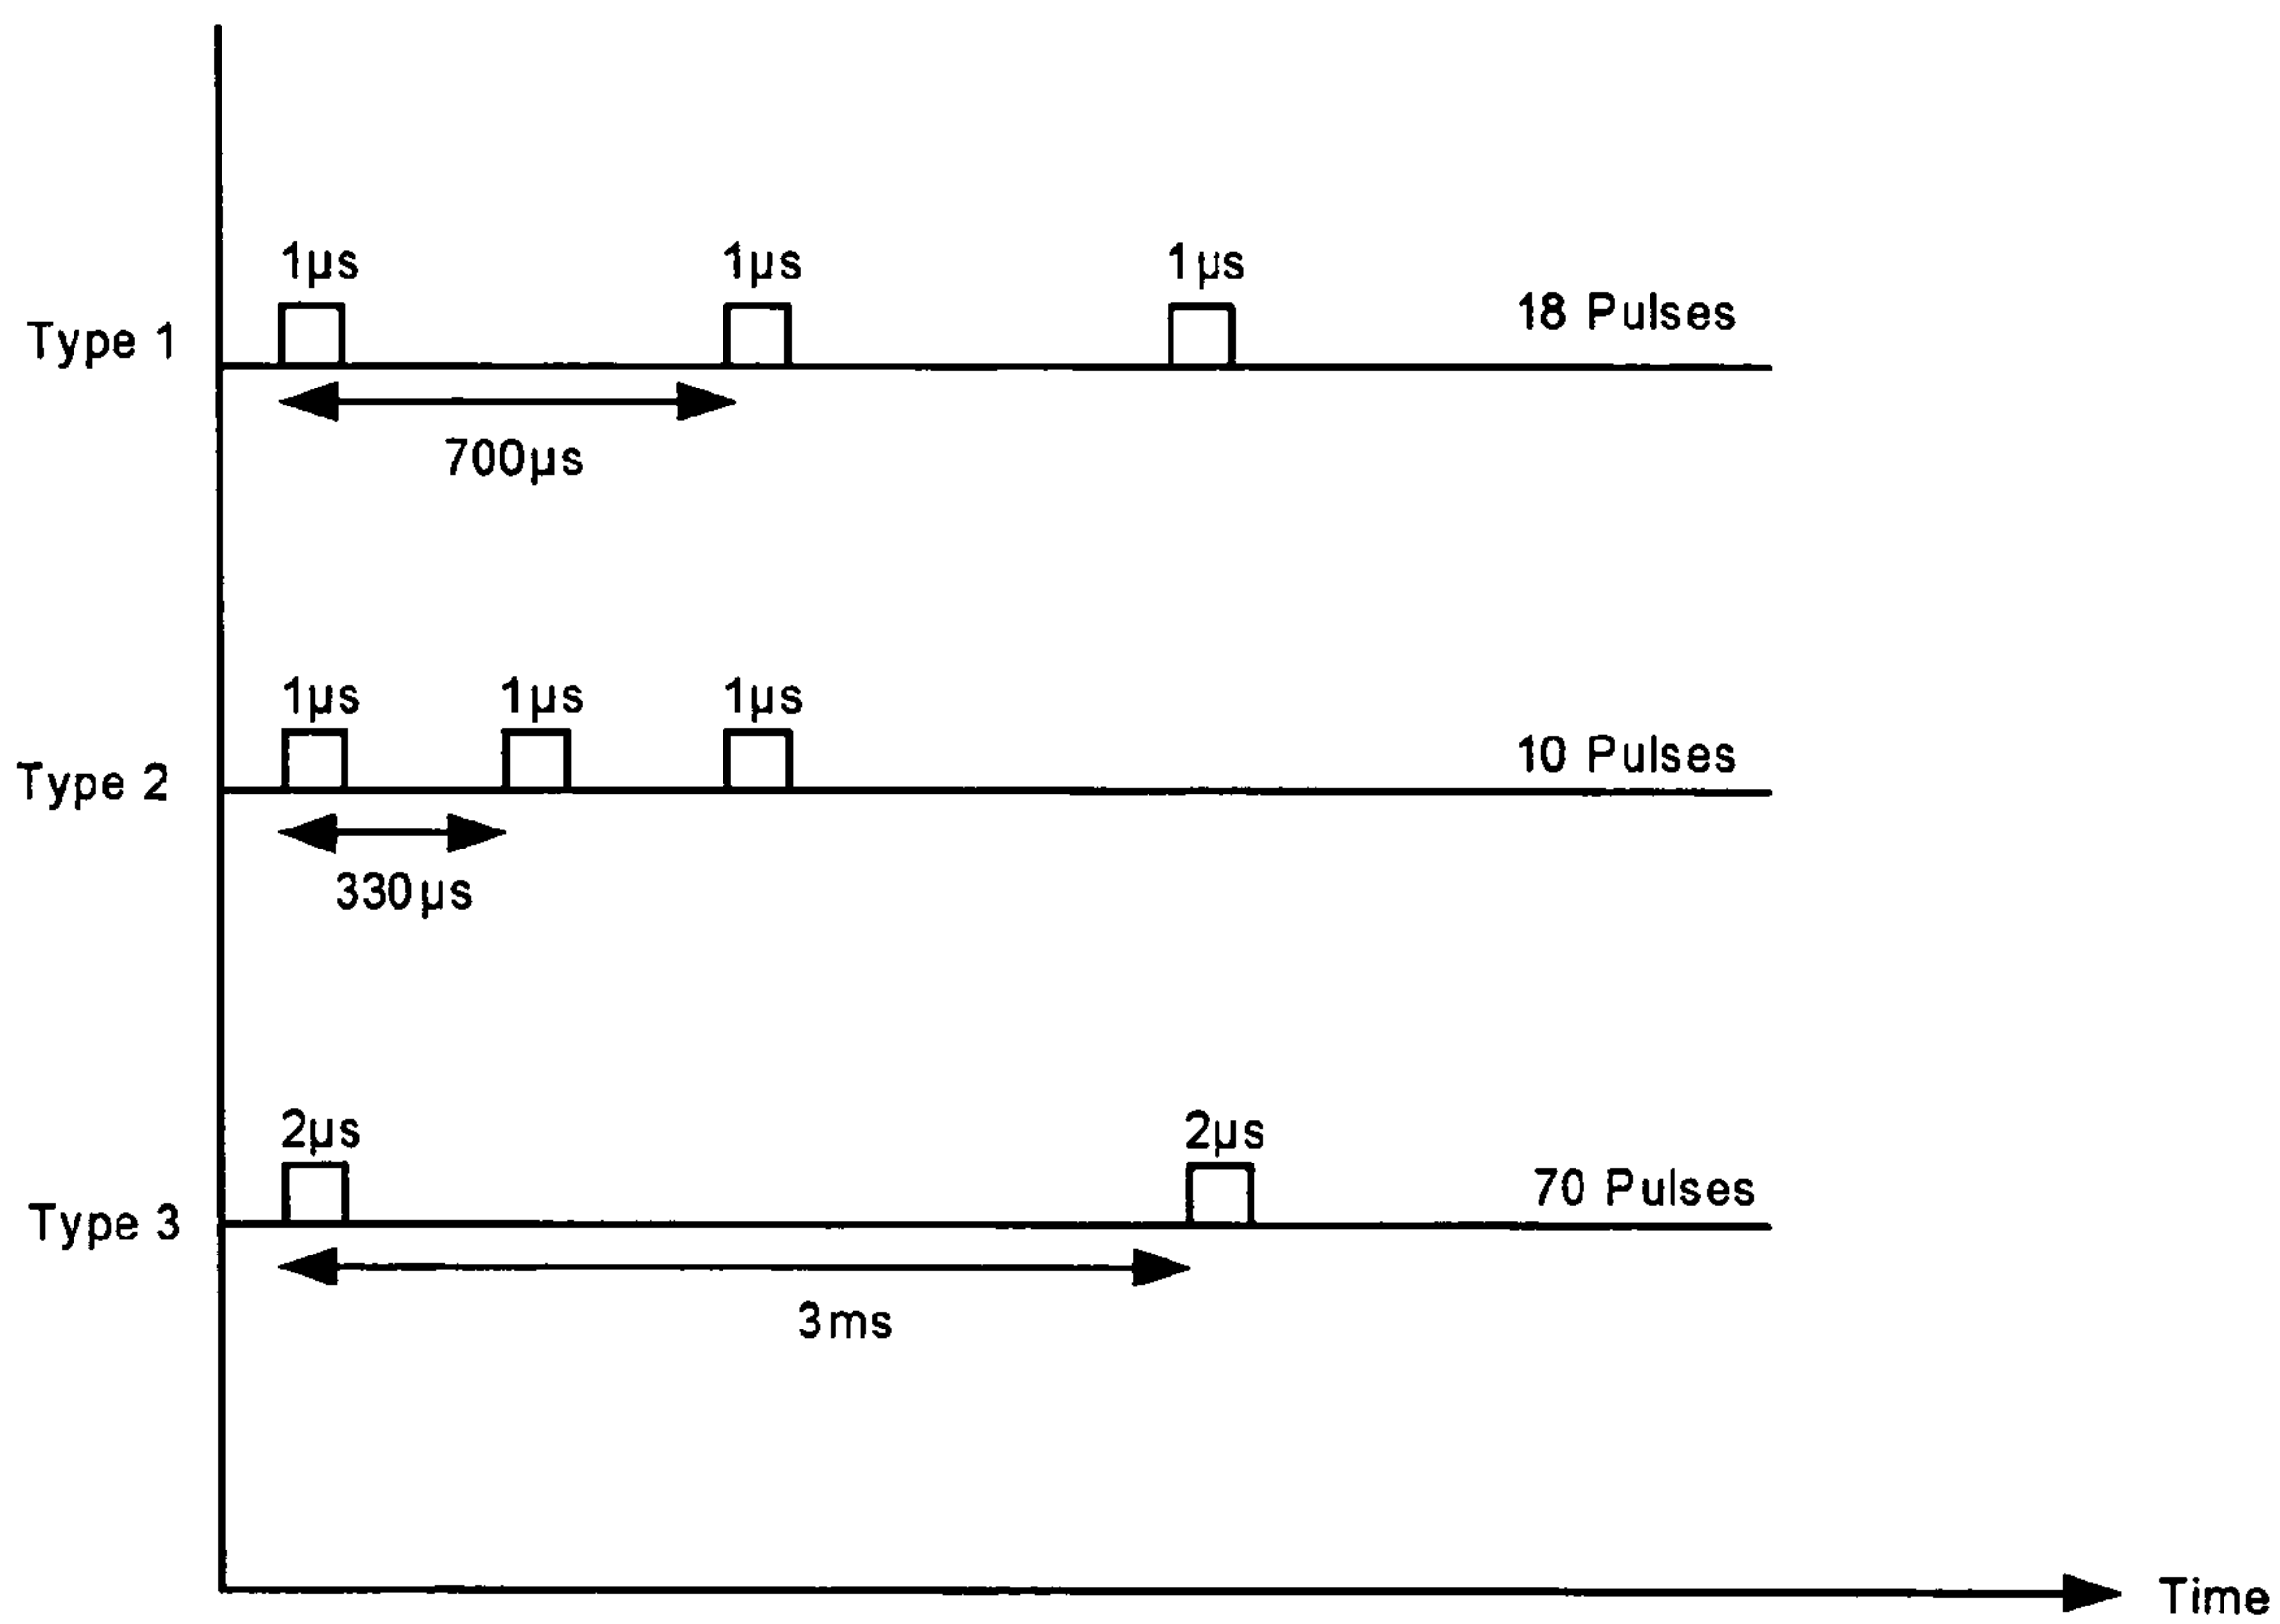 1µs 1µs 1µs
18 Pulses
Type 1
700µs
1µs 1µs 1µs
10 Pulses
Type 2
330µs
2µs 2µs
70 Pulses
Type 3
3ms
Time